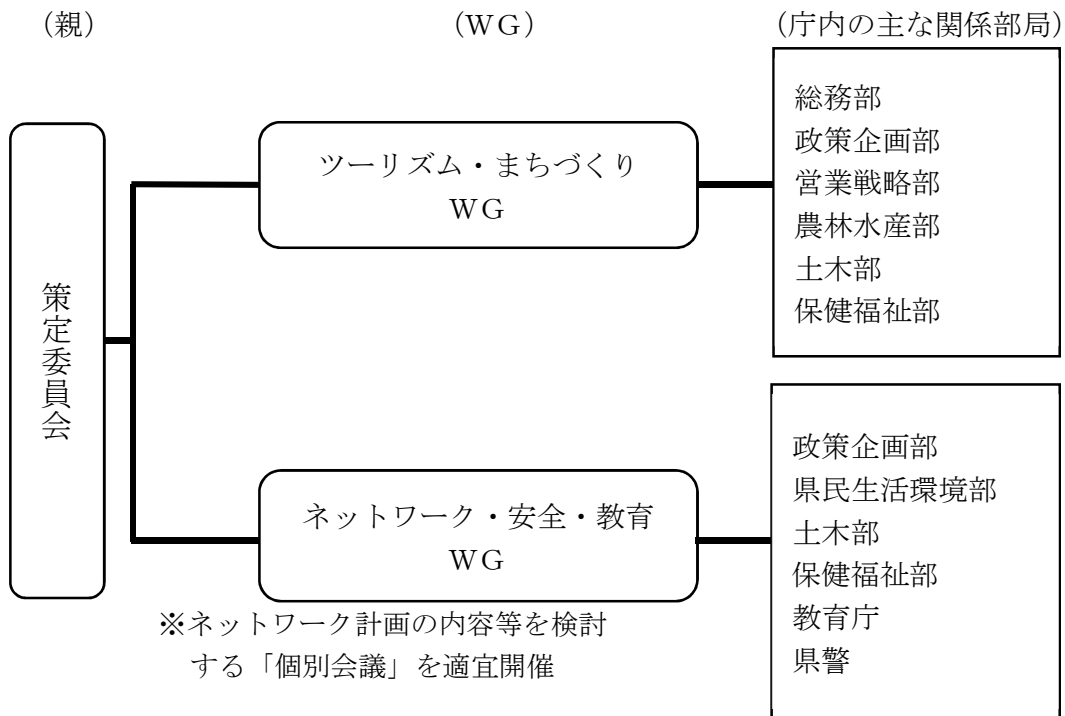 （親）
（ＷＧ）
（庁内の主な関係部局）
策定委員会
ツーリズム・まちづくり
ＷＧ
総務部
政策企画部
営業戦略部
農林水産部
土木部
保健福祉部
ネットワーク・安全・教育
ＷＧ
※ネットワーク計画の内容等を検討
する「個別会議」を適宜開催
政策企画部
県民生活環境部
土木部
保健福祉部
教育庁
県警